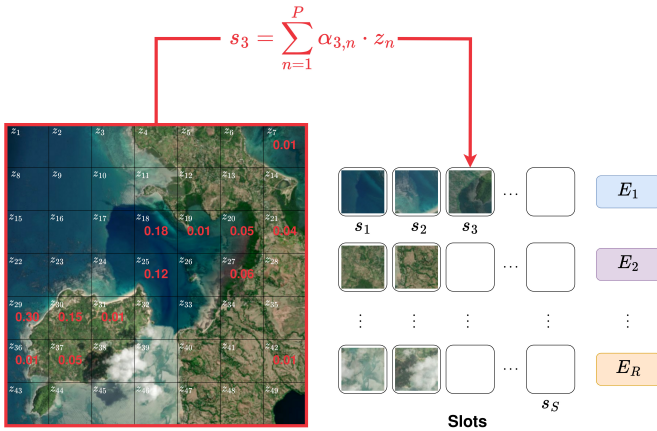 s_3 = \sum_{n=1}^{P} α_{3,n} · z_n
z_1 z_2 z_3 z_4 z_5 z_6 z_7
0.01
z_8 z_9 z_10 z_11 z_12 z_13 z_14
z_15 z_16 z_17 z_18 z_19 z_20 z_21
0.18 0.01 0.05 0.04
z_22 z_23 z_24 z_25 z_26 z_27 z_28
0.12 0.06
z_29 z_30 z_31 z_32 z_33 z_34 z_35
0.30 0.15 0.01
z_36 z_37 z_38 z_39 z_40 z_41 z_42
0.01 0.05 0.01
z_43 z_44 z_45 z_46 z_47 z_48 z_49
... E_1
s_1 s_2 s_3
... E_2
⋮ ⋮ ⋮ ⋮
... E_R
s_S
Slots